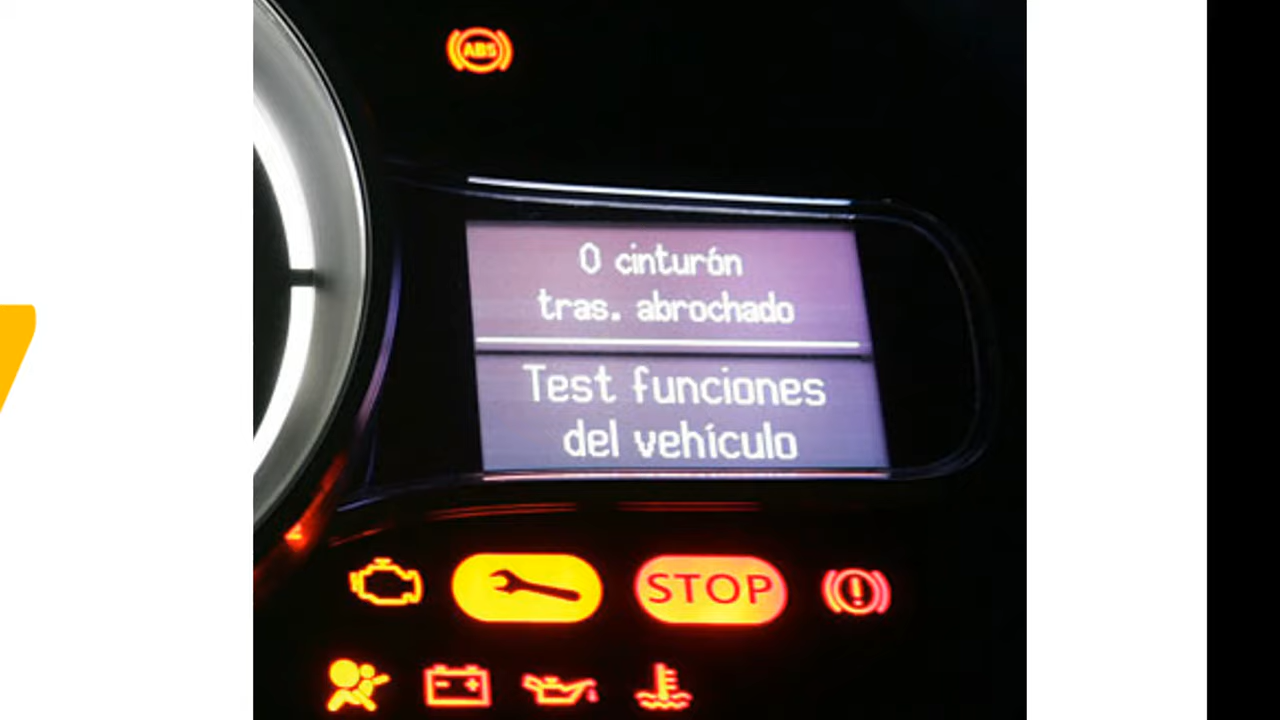 ABS
0 cinturón
tras. abrochado
Test funciones
del vehículo
STOP